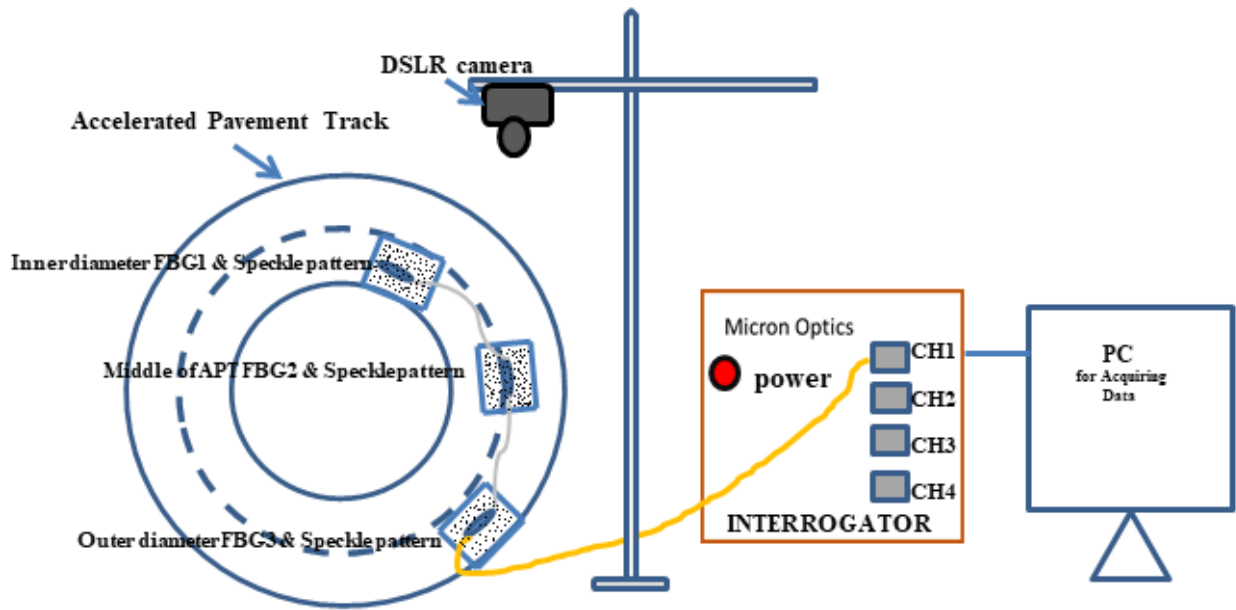 DSLR camera
Accelerated Pavement Track
Inner diameter FBG1 & Speckle pattern
Middle of APT FBG2 & Speckle pattern
Outer diameter FBG3 & Speckle pattern
Micron Optics
power
CH1
CH2
CH3
CH4
INTERROGATOR
PC
for Acquiring
Data